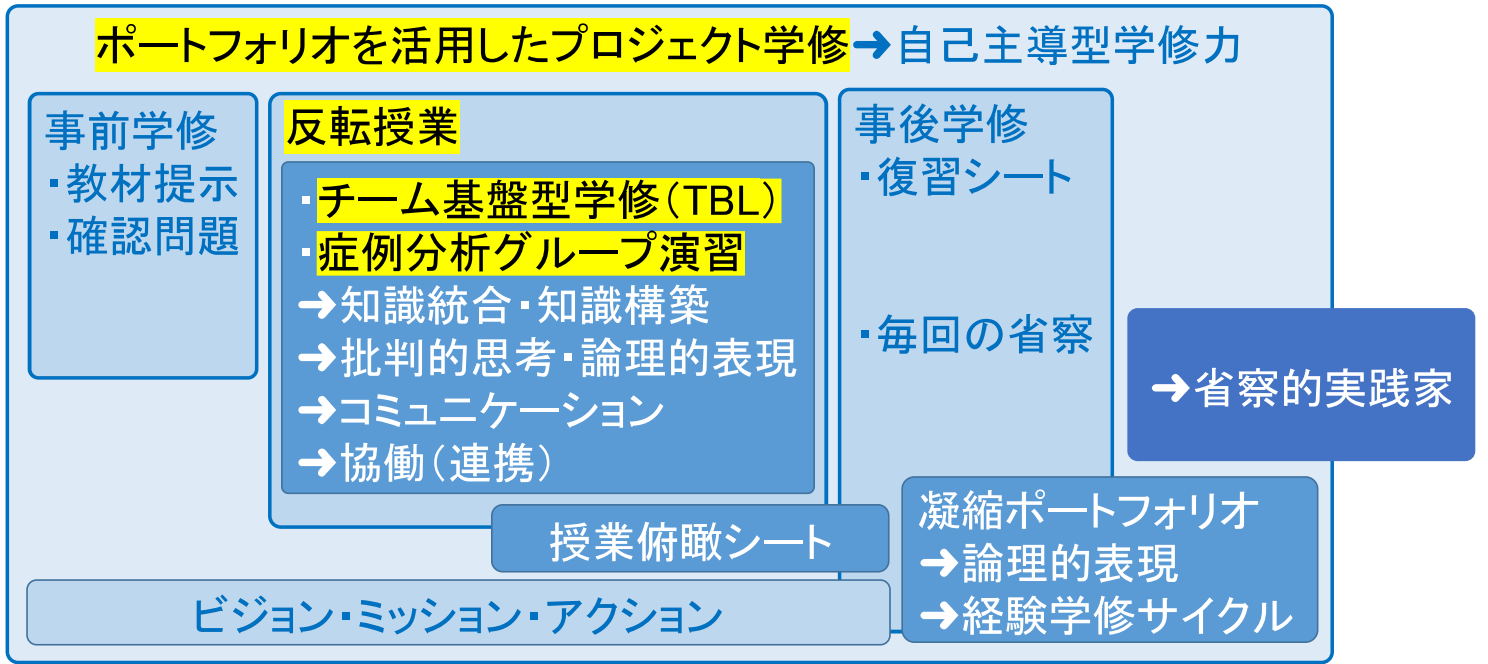 ポートフォリオを活用したプロジェクト学修➜自己主導型学修力
事前学修
・教材提示
・確認問題
反転授業
・チーム基盤型学修(TBL)
・症例分析グループ演習
➜知識統合・知識構築
➜批判的思考・論理的表現
➜コミュニケーション
➜協働(連携)
事後学修
・復習シート
・毎回の省察
➜省察的実践家
授業俯瞰シート
凝縮ポートフォリオ
➜論理的表現
➜経験学修サイクル
ビジョン・ミッション・アクション